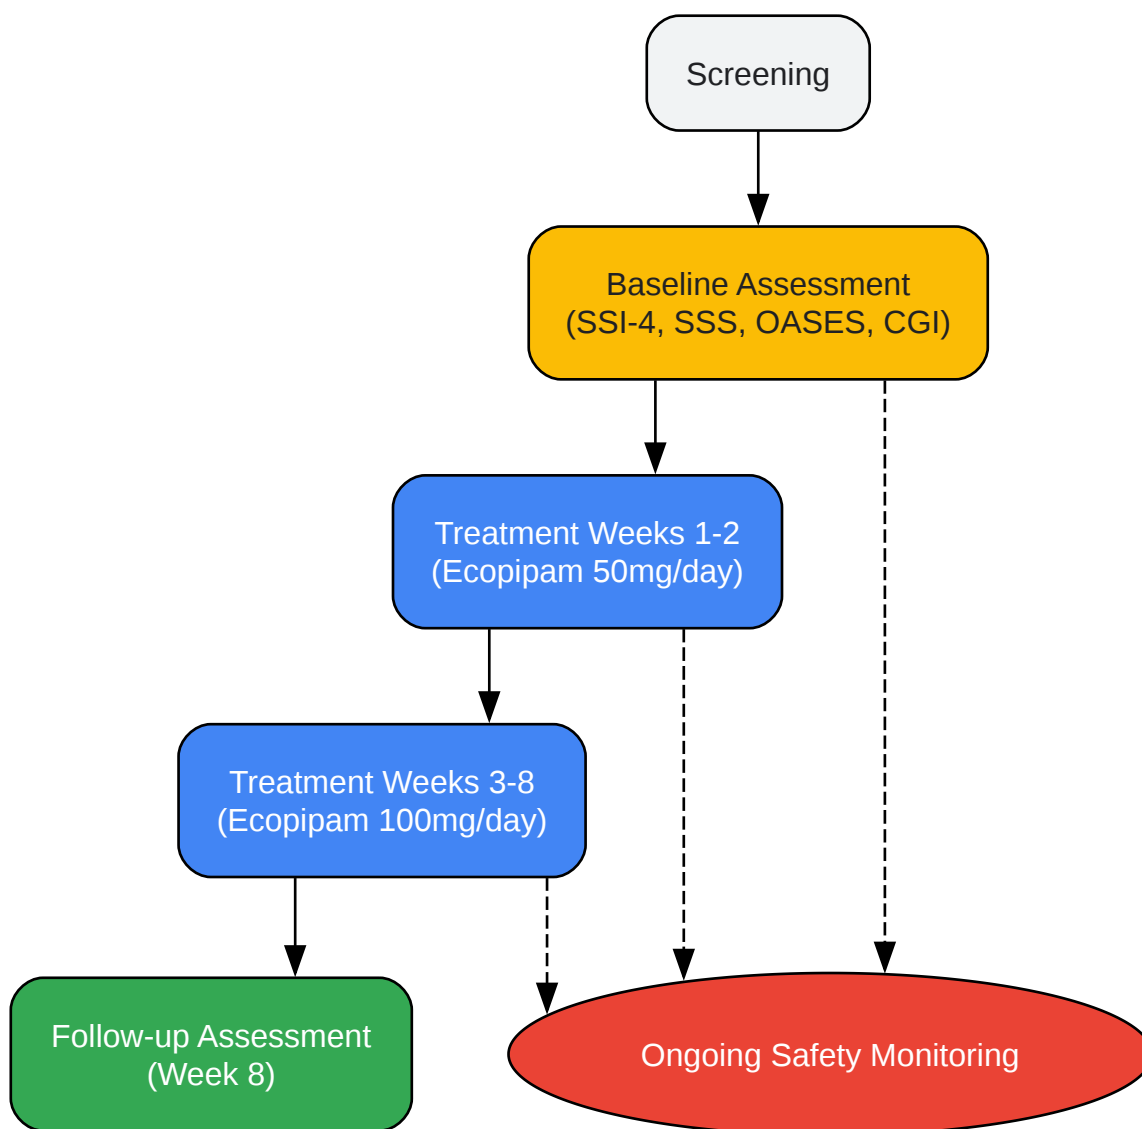 Screening
Baseline Assessment
(SSI-4, SSS, OASES, CGI)
Treatment Weeks 1-2
(Ecopipam 50mg/day)
Treatment Weeks 3-8
(Ecopipam 100mg/day)
Follow-up Assessment
(Week 8)
Ongoing Safety Monitoring